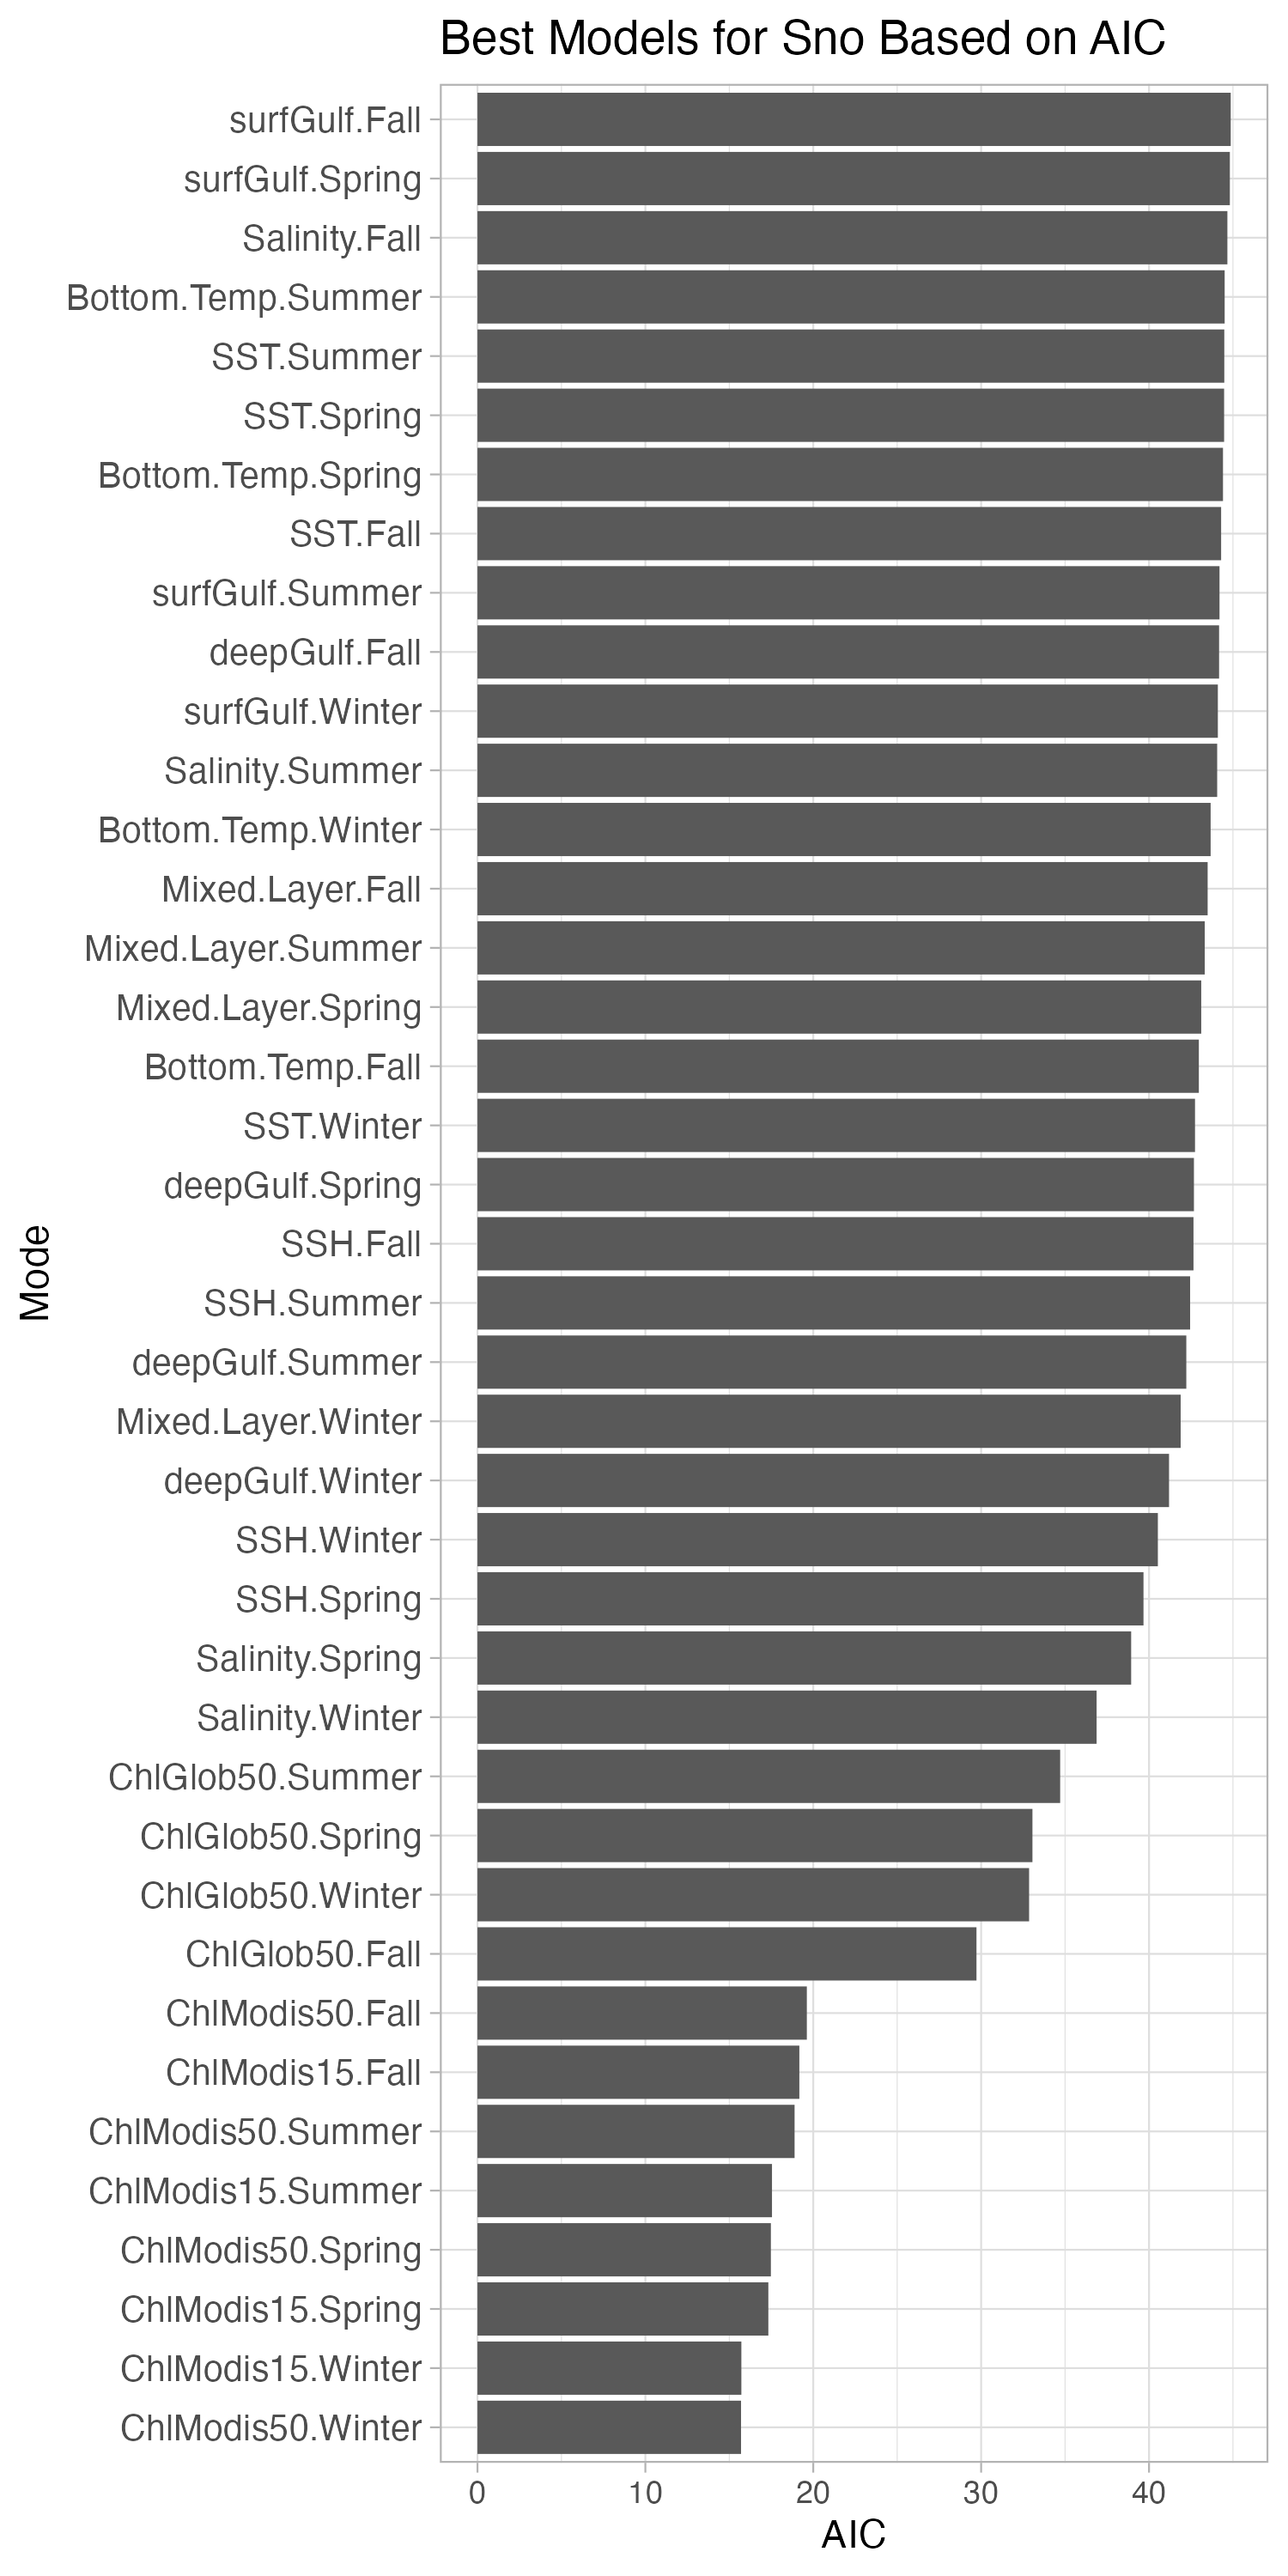 Best Models for Sno Based on AIC
surfGulf.Fall
surfGulf.Spring
Salinity.Fall
Bottom.Temp.Summer
SST.Summer
SST.Spring
Bottom.Temp.Spring
SST.Fall
surfGulf.Summer
deepGulf.Fall
surfGulf.Winter
Salinity.Summer
Bottom.Temp.Winter
Mixed.Layer.Fall
Mixed.Layer.Summer
Mixed.Layer.Spring
Bottom.Temp.Fall
SST.Winter
deepGulf.Spring
SSH.Fall
SSH.Summer
deepGulf.Summer
Mixed.Layer.Winter
deepGulf.Winter
SSH.Winter
SSH.Spring
Salinity.Spring
Salinity.Winter
ChlGlob50.Summer
ChlGlob50.Spring
ChlGlob50.Winter
ChlGlob50.Fall
ChlModis50.Fall
ChlModis15.Fall
ChlModis50.Summer
ChlModis15.Summer
ChlModis50.Spring
ChlModis15.Spring
ChlModis15.Winter
ChlModis50.Winter
Mode
0 10 20 30 40
AIC